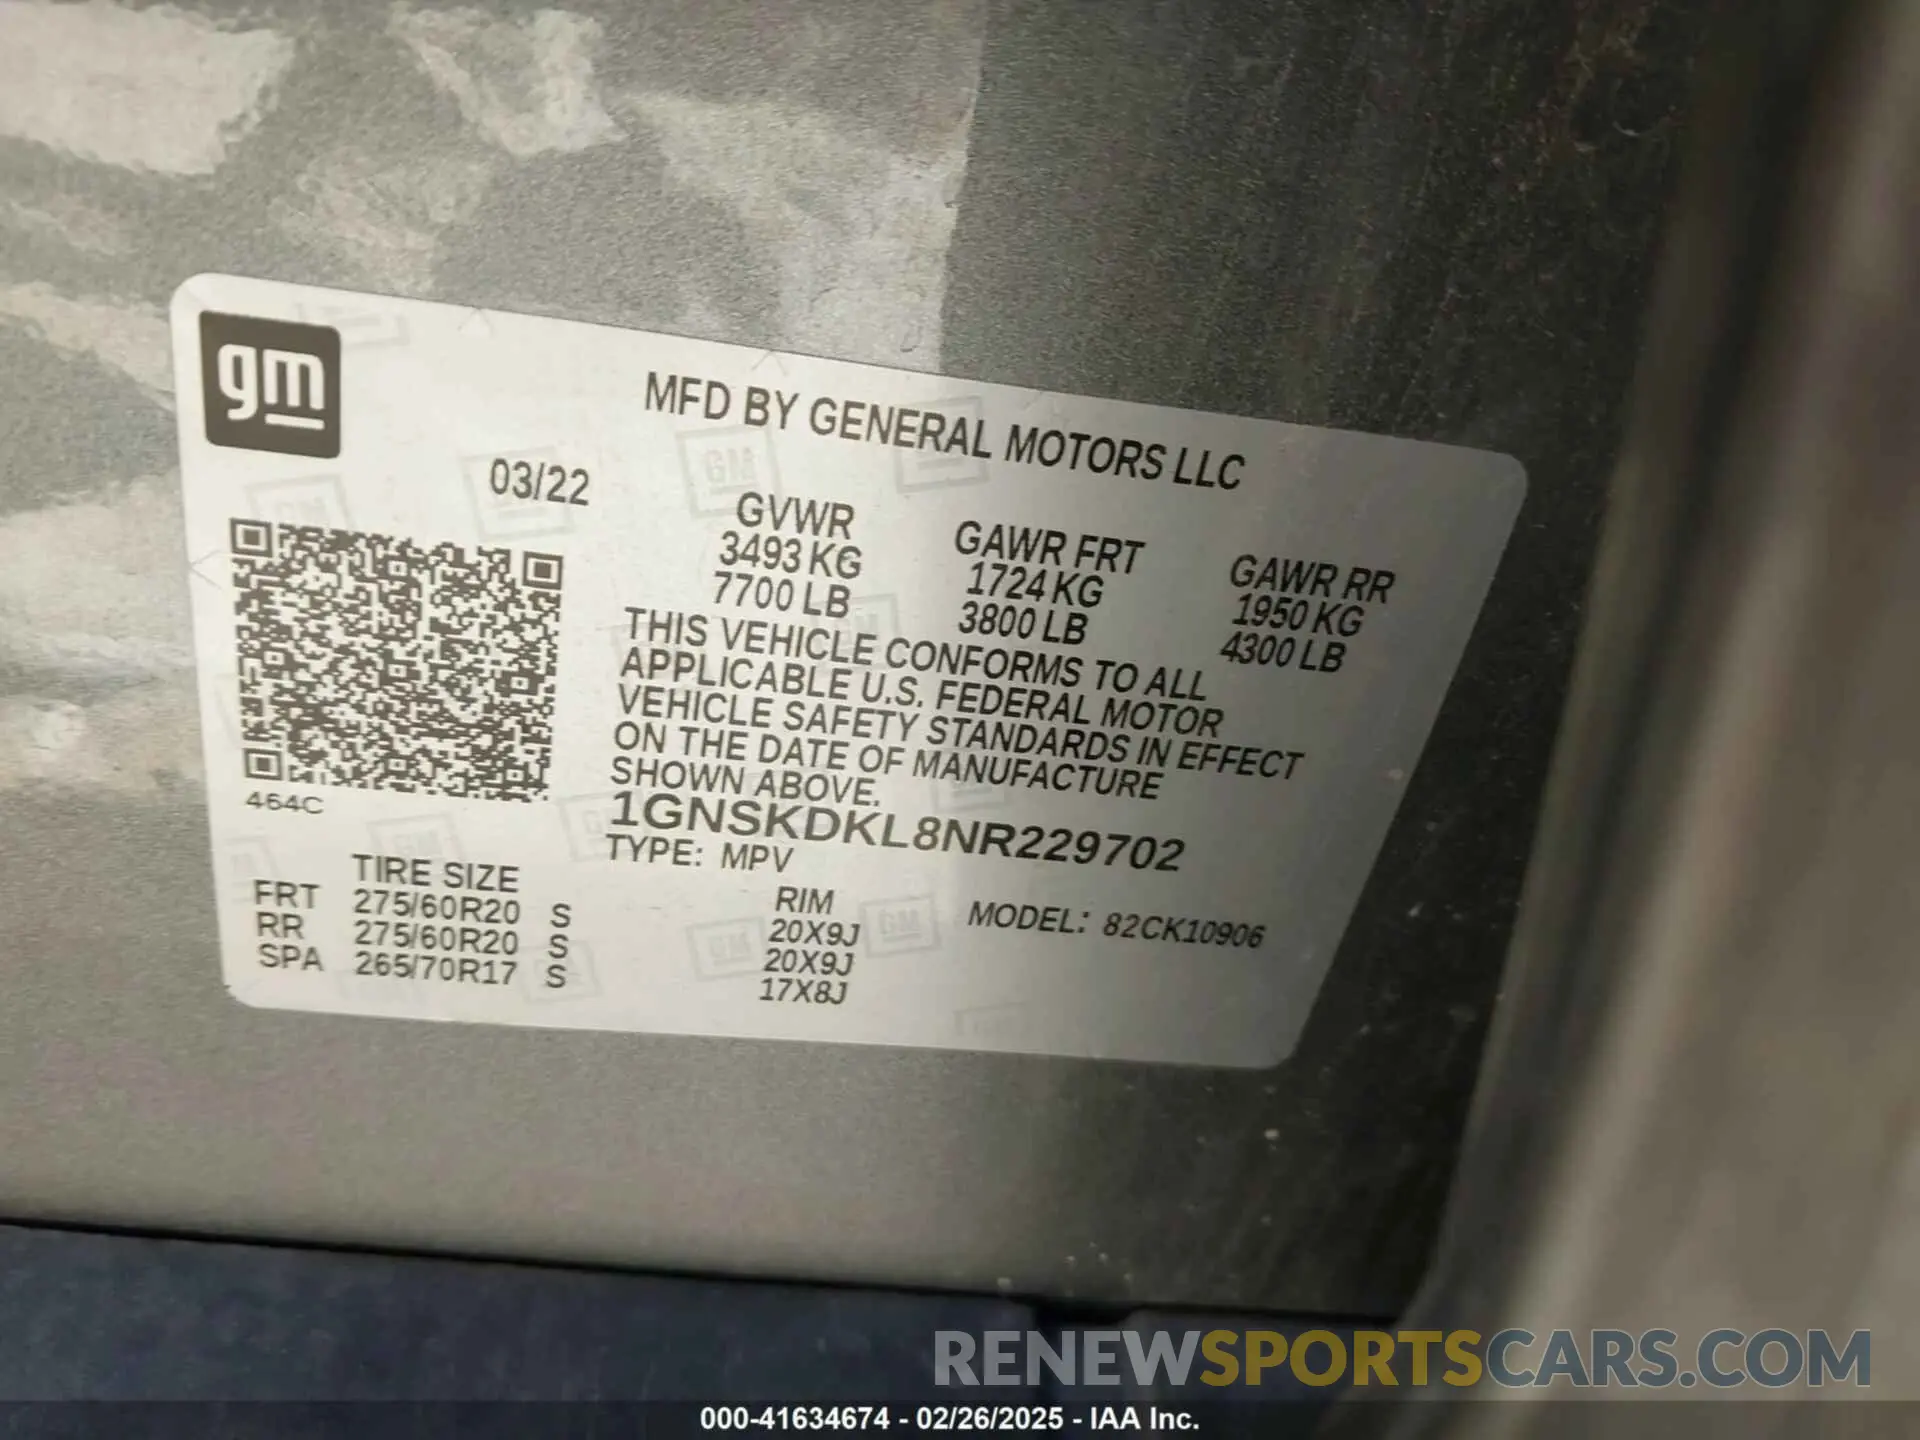 gm
MFD BY GENERAL MOTORS LLC
03/22
GVWR GAWR FRT GAWR RR
3493 KG 1724 KG 1950 KG
7700 LB 3800 LB 4300 LB
THIS VEHICLE CONFORMS TO ALL
APPLICABLE U.S. FEDERAL MOTOR
VEHICLE SAFETY STANDARDS IN EFFECT
ON THE DATE OF MANUFACTURE
SHOWN ABOVE.
464C
1GNSKDKL8NR229702
TYPE: MPV
TIRE SIZE RIM MODEL: 82CK10906
FRT 275/60R20 S 20X9J
RR 275/60R20 S 20X9J
SPA 265/70R17 S 17X8J
RENEWSPORTSCARS.COM
000-41634674 - 02/26/2025 - IAA Inc.